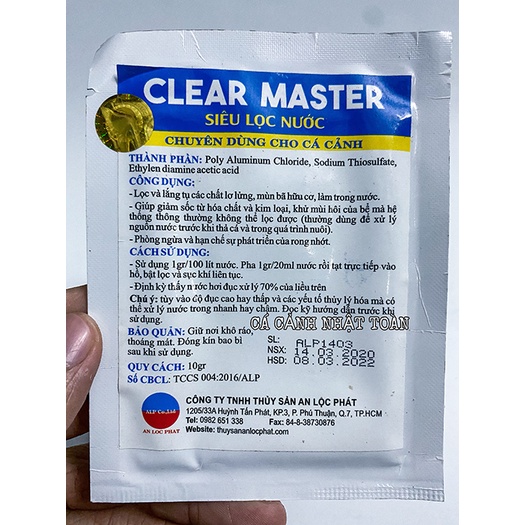 CLEAR MASTER
SIÊU LỌC NƯỚC
CHUYÊN DÙNG CHO CÁ CẢNH
THÀNH PHẦN: Poly Aluminum Chloride, Sodium Thiosulfate,
Ethylen diamine acetic acid
CÔNG DỤNG:
- Lọc và lắng tụ các chất lơ lửng, mùn bã hữu cơ, làm trong nước.
- Giúp giảm sốc từ hóa chất và kim loại, khử mùi hôi của bể mà hệ
thống thông thường không thể lọc được (thường dùng để xử lý
nguồn nước trước khi thả cá và trong quá trình nuôi).
- Phòng ngừa và hạn chế sự phát triển của rong nhớt.
CÁCH SỬ DỤNG:
- Sử dụng 1gr/100 lít nước. Pha 1gr/20ml nước rồi tạt trực tiếp vào
hồ, bật lọc và sục khí liên tục.
- Định kỳ thấy nước hơi đục xử lý 70% của liều trên
Chú ý: tùy vào độ đục cao hay thấp và các yếu tố thủy lý hóa mà có
thể xử lý nước trong nhanh hay chậm. Đọc kỹ hướng dẫn trước khi
sử dụng.
CÁ CẢNH NHẬT TOÀN
BẢO QUẢN: Giữ nơi khô ráo,
thoáng mát. Đóng kín bao bì
sau khi sử dụng.
SL: ALP1403
NSX: 14.03.2020
HSD: 08.03.2022
QUY CÁCH: 10gr
Số CBCL: TCCS 004:2016/ALP
ALP Co.,Ltd
AN LOC PHAT
CÔNG TY TNHH THỦY SẢN AN LỘC PHÁT
1205/33A Huỳnh Tấn Phát, KP.3, P. Phú Thuận, Q.7, TP.HCM
Tel: 0982 651 338 Fax: 84-8-38730876
Website: thuysananlocphat.com